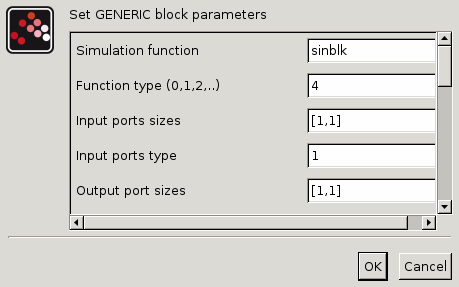 Set GENERIC block parameters
Simulation function sinblk
Function type (0,1,2,..) 4
Input ports sizes [1,1]
Input ports type 1
Output port sizes [1,1]
OK Cancel